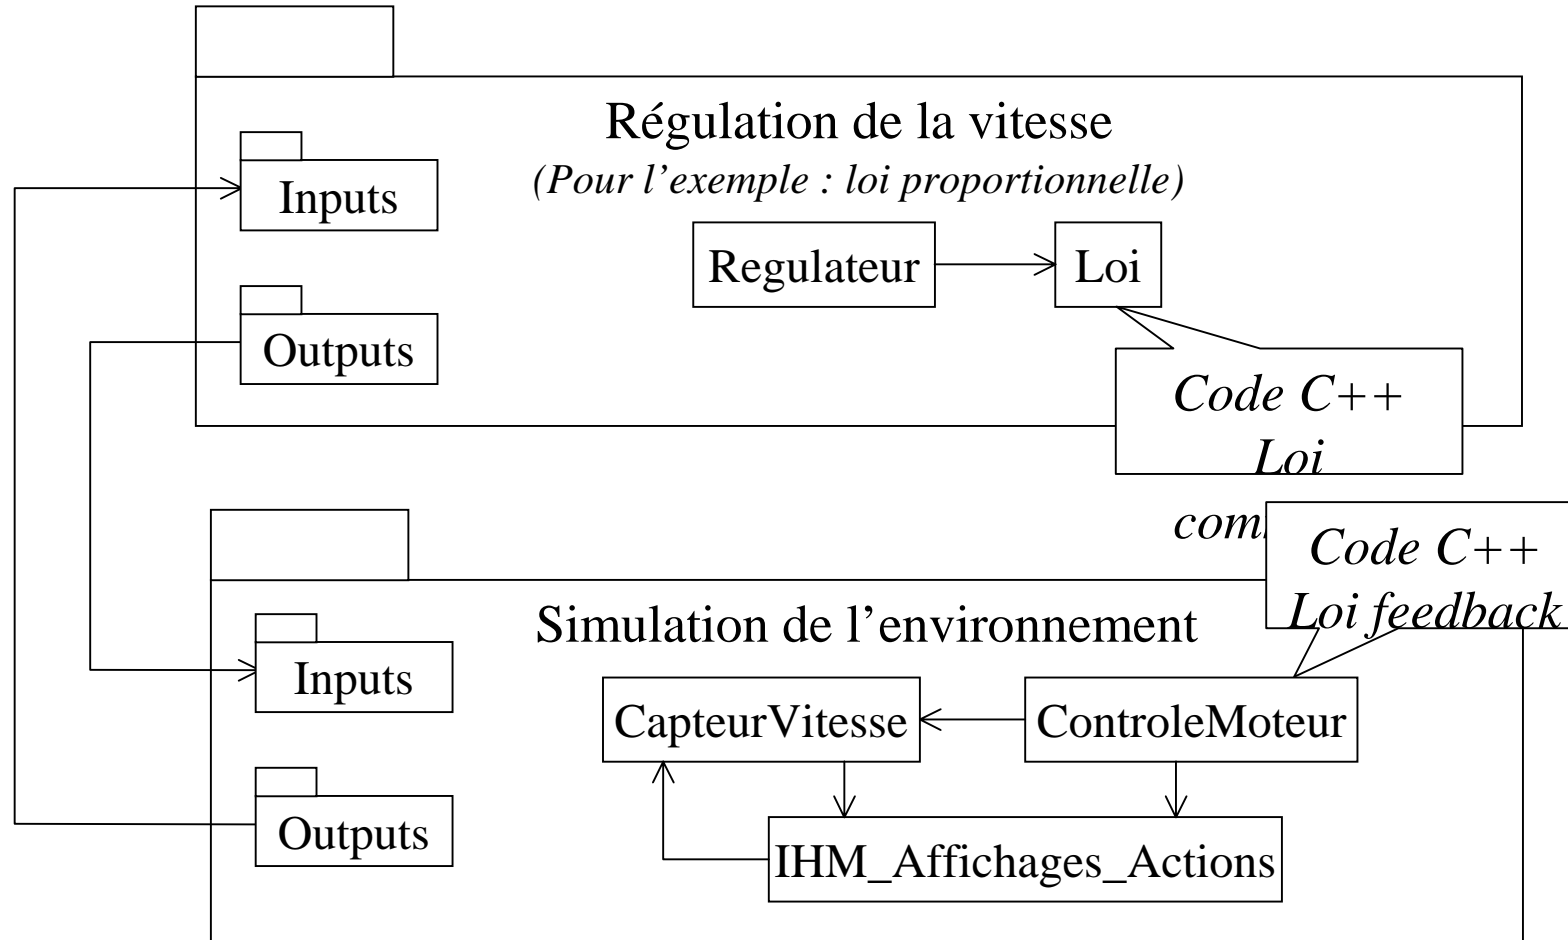 Régulation de la vitesse
(Pour l’exemple : loi proportionnelle)
Inputs
Regulateur
Loi
Outputs
Code C++
Loi
Code C++
Loi feedback
Simulation de l’environnement
Inputs
CapteurVitesse
ControleMoteur
Outputs
IHM_Affichages_Actions